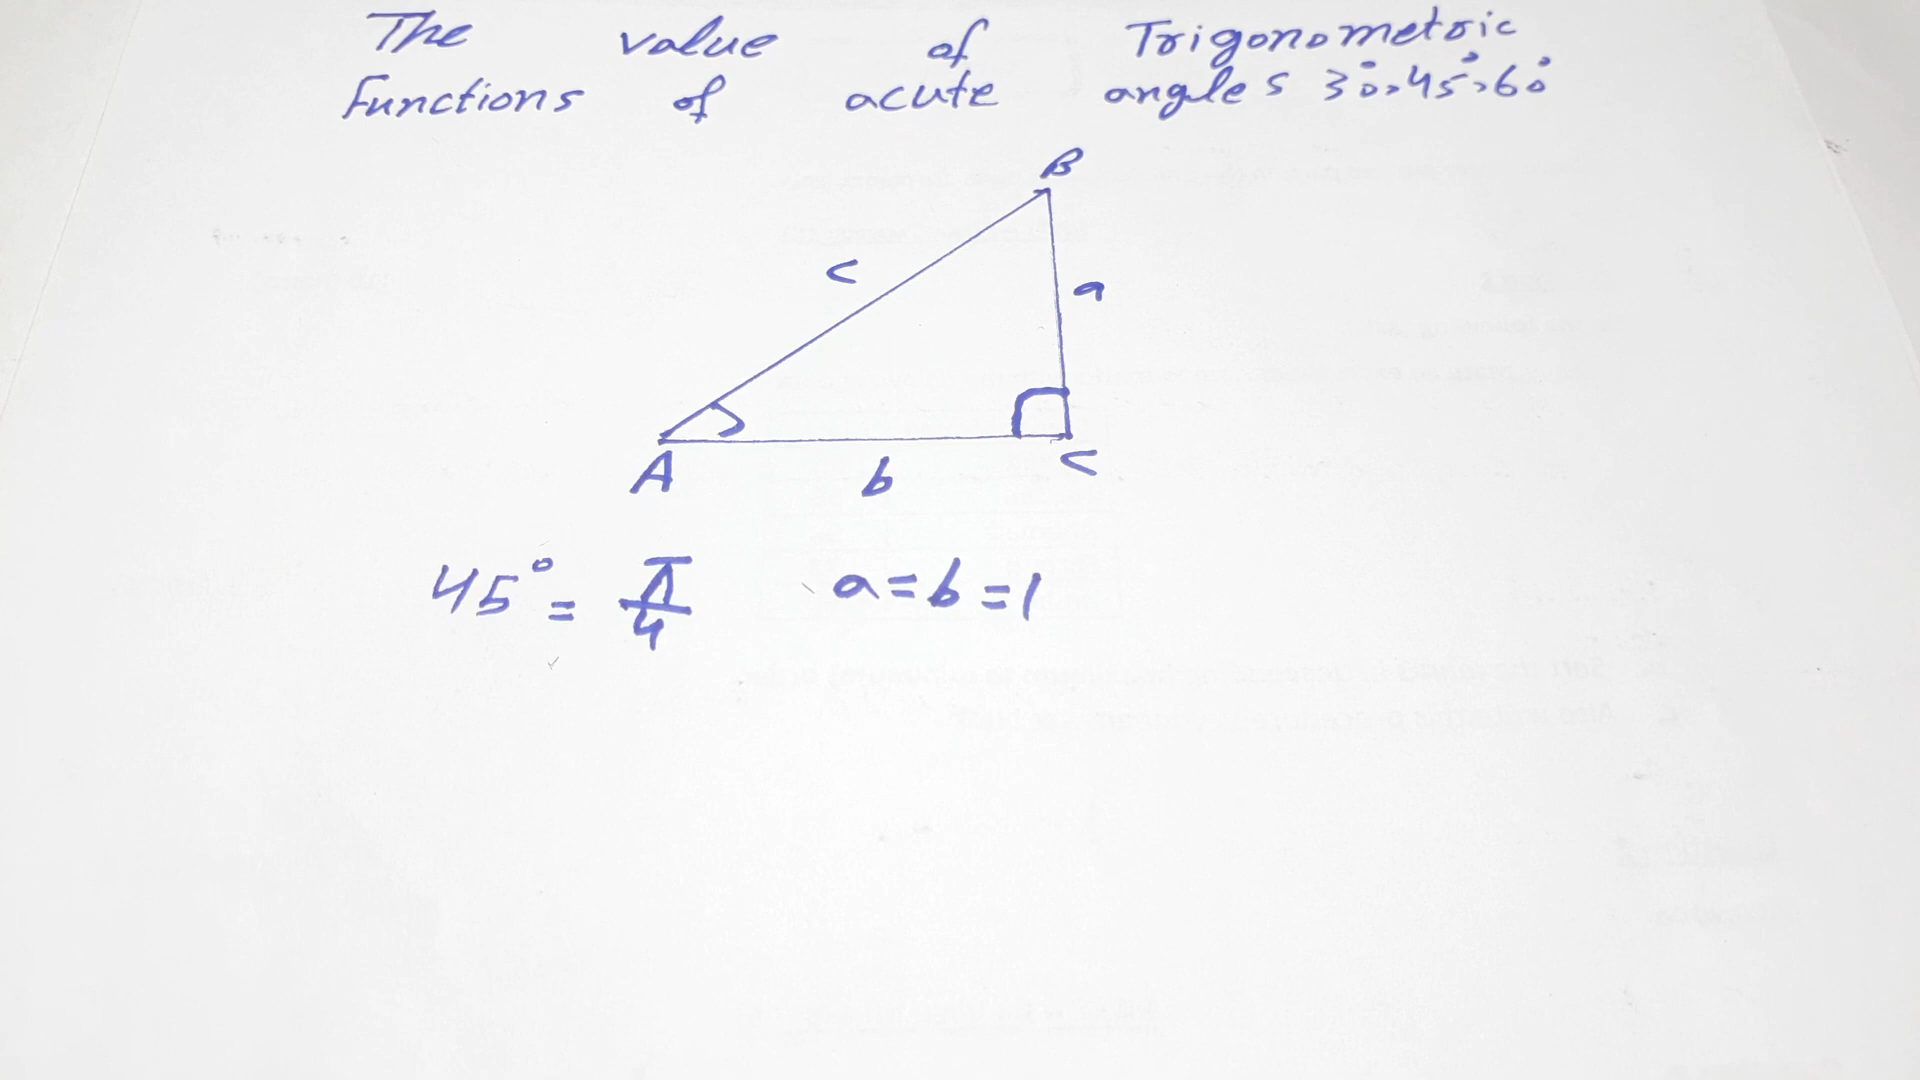 The value of Trigonometric
Functions of acute angles 30°,45°,60°
B
c
a
A
b
C
45° = π/4 a=b=1